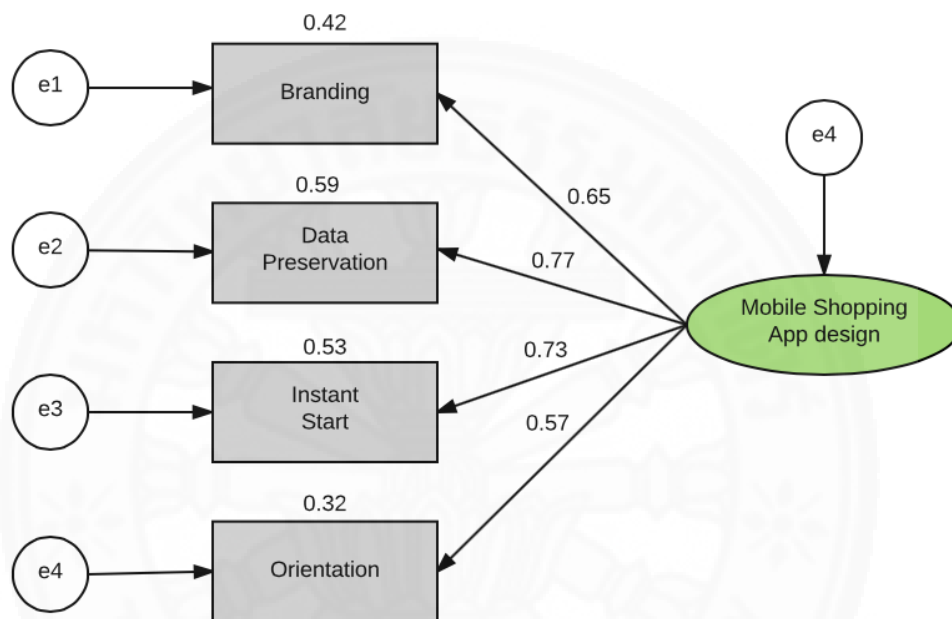 0.42
e1
Branding
e4
0.65
0.59
e2
Data
Preservation
0.77
Mobile Shopping
App design
0.53
e3
Instant
Start
0.73
0.57
0.32
e4
Orientation